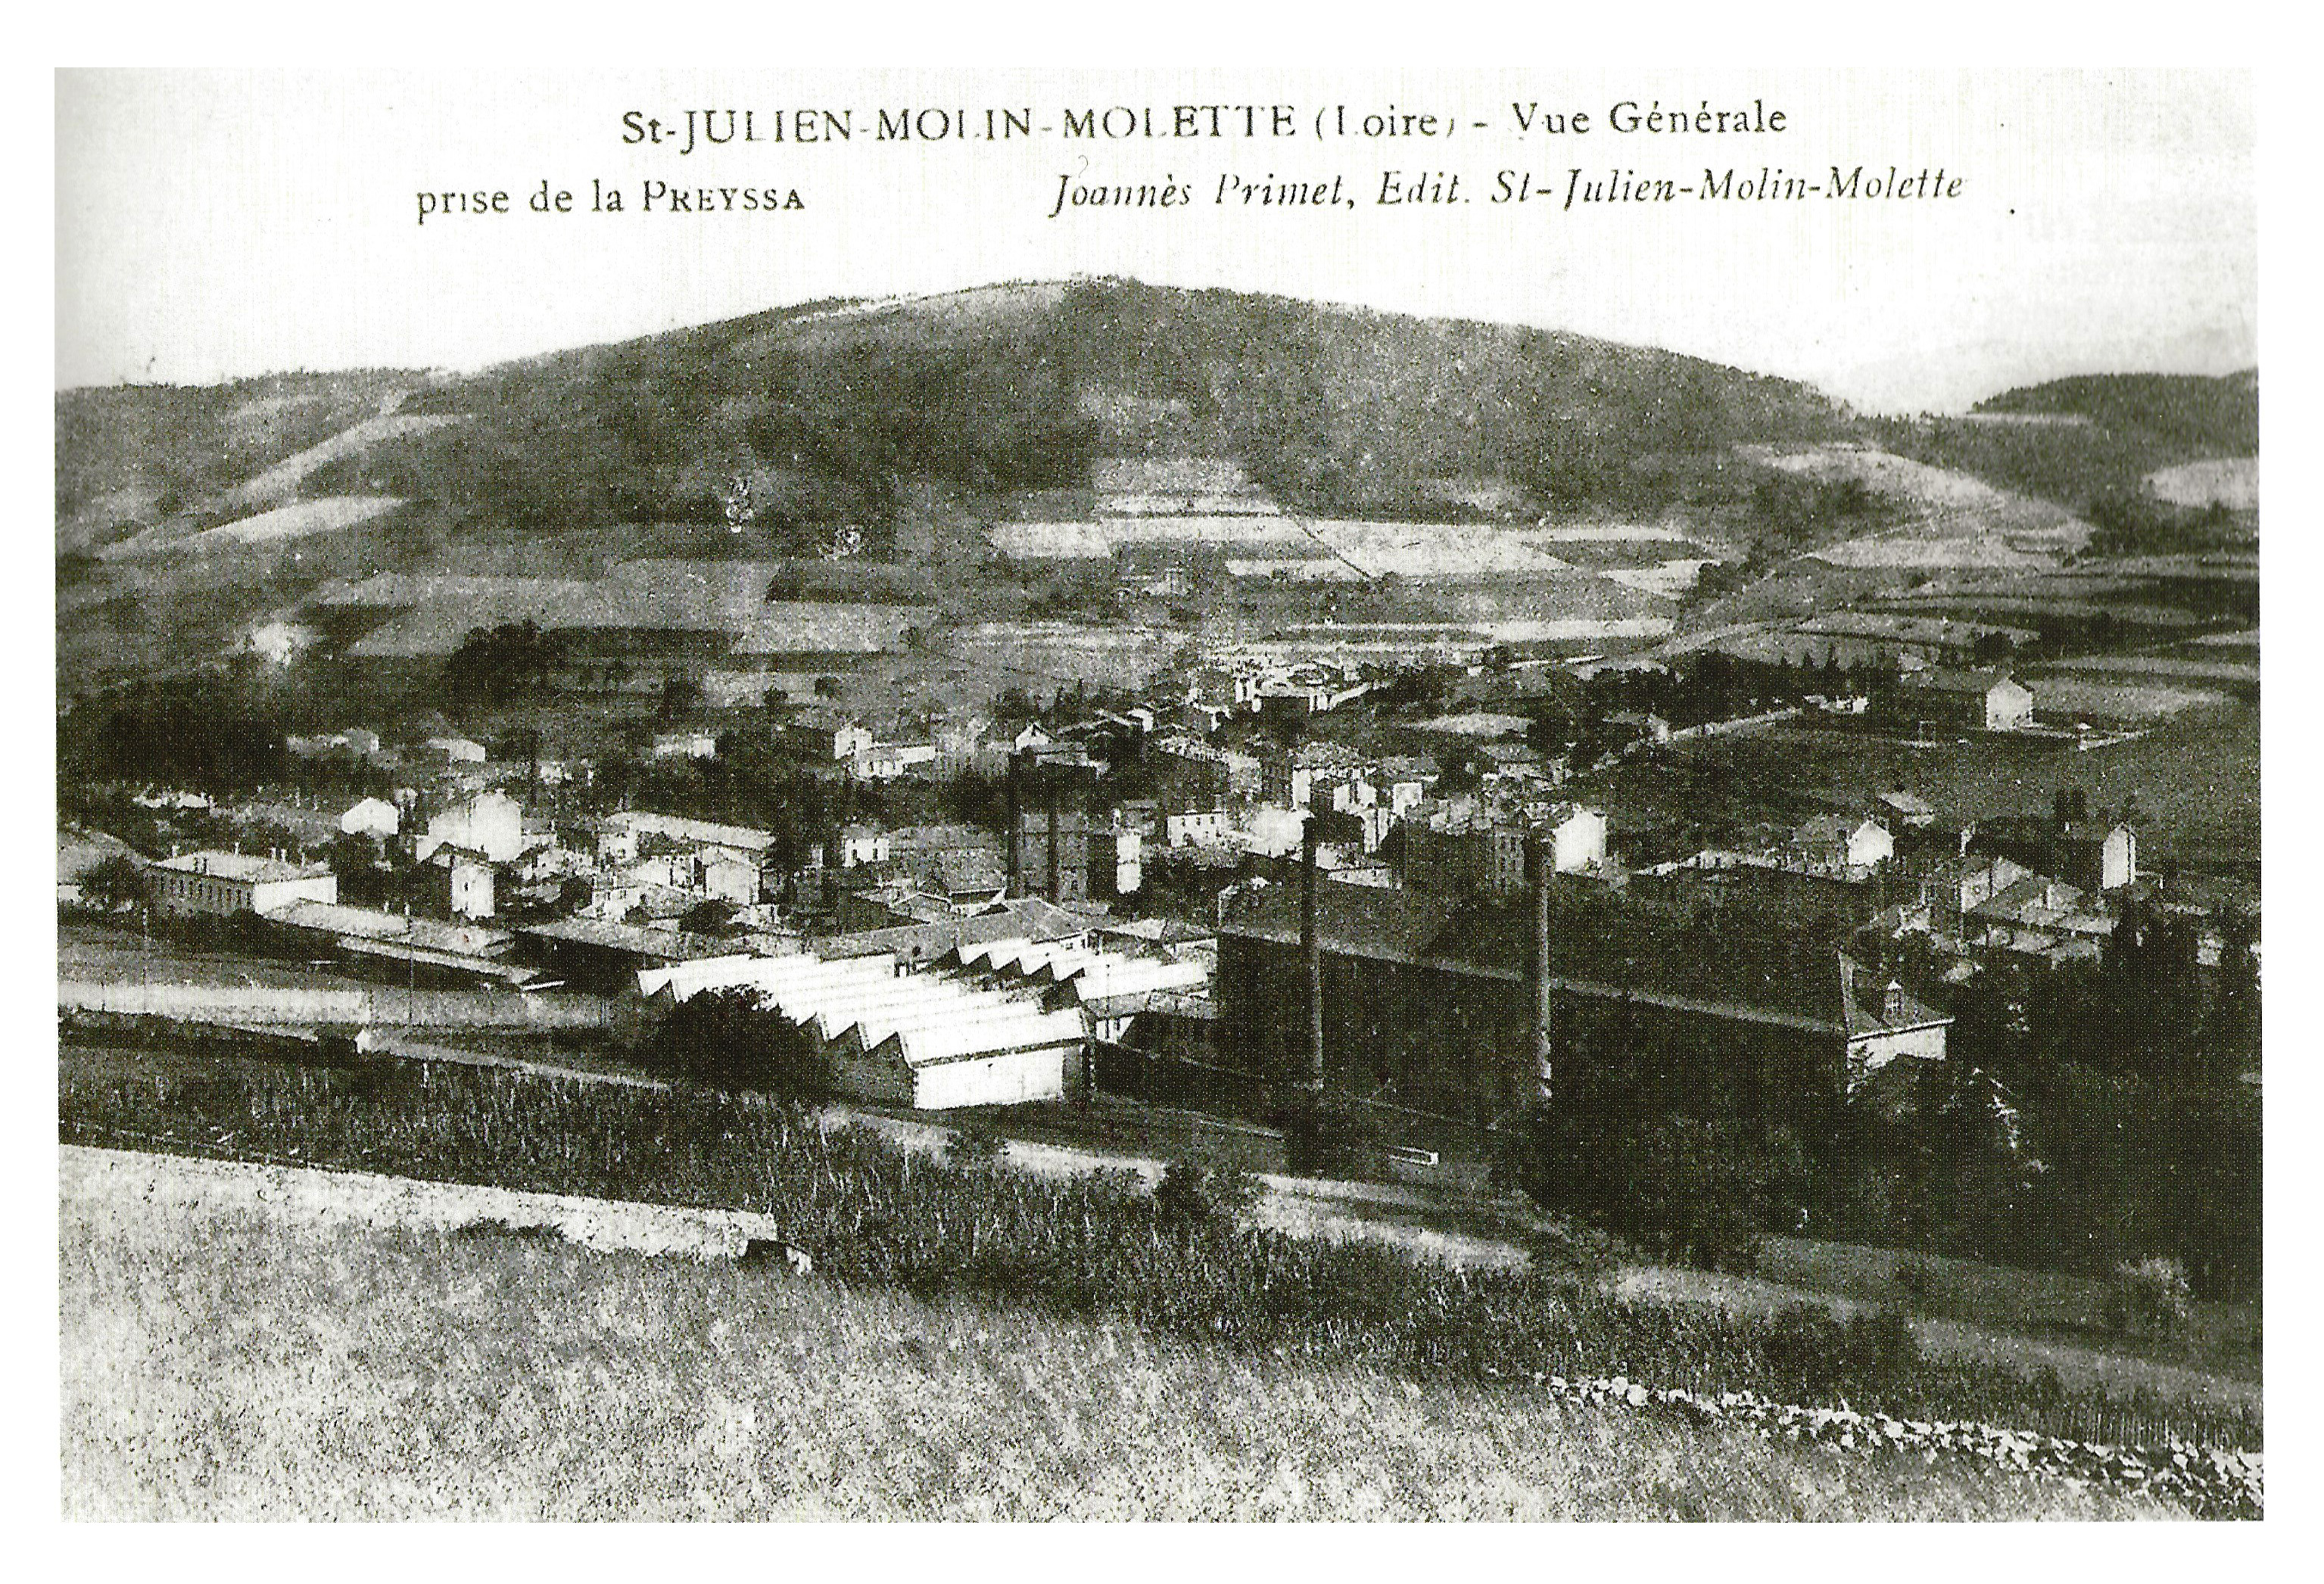 St-JULIEN-MOLIN-MOLETTE (Loire) - Vue Générale
prise de la PREYSSA Joannès Primet, Edit. St-Julien-Molin-Molette